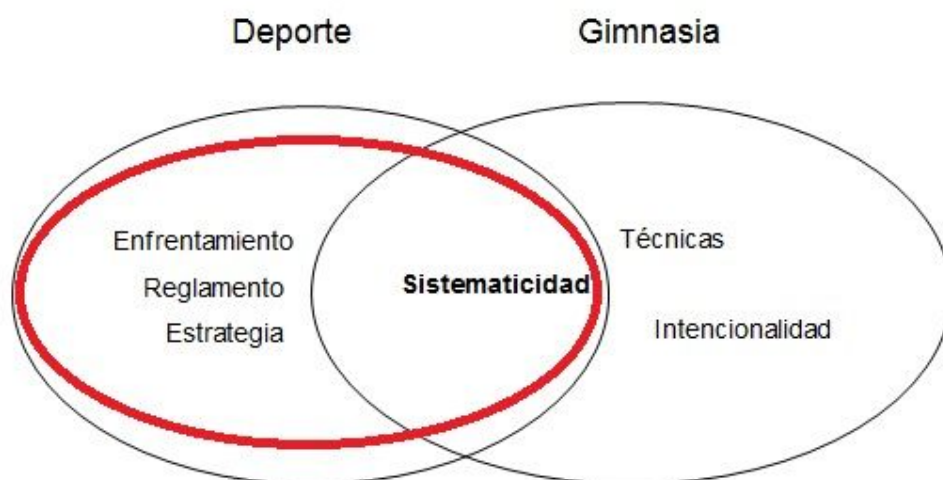 Deporte
Gimnasia
Enfrentamiento
Reglamento
Estrategia
Sistematicidad
Técnicas
Intencionalidad